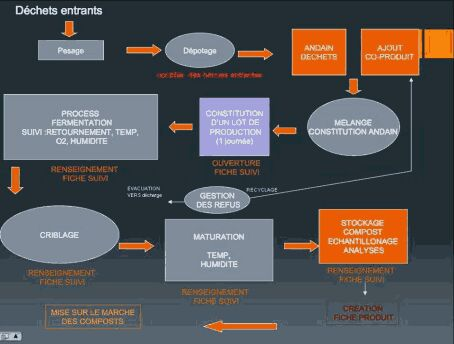 Déchets entrants
Pesage
Dépotage
ANDAIN
DECHETS
AJOUT
CO-PRODUIT
PROCESS
FERMENTATION
SUIVI :RETOURNEMENT, TEMP,
O2, HUMIDITE
CONSTITUTION
D'UN LOT DE
PRODUCTION
(1 journée)
MELANGE
CONSTITUTION ANDAIN
RENSEIGNEMENT
FICHE SUIVI
OUVERTURE
FICHE SUIVI
EVACUATION
VERS décharge
GESTION
DES REFUS
RECYCLAGE
CRIBLAGE
MATURATION
TEMP,
HUMIDITE
STOCKAGE
COMPOST
ECHANTILLONAGE
ANALYSES
RENSEIGNEMENT
FICHE SUIVI
RENSEIGNEMENT
FICHE SUIVI
RENSEIGNEMENT
FICHE SUIVI
CREATION
FICHE PRODUIT
MISE SUR LE MARCHE
DES COMPOSTS